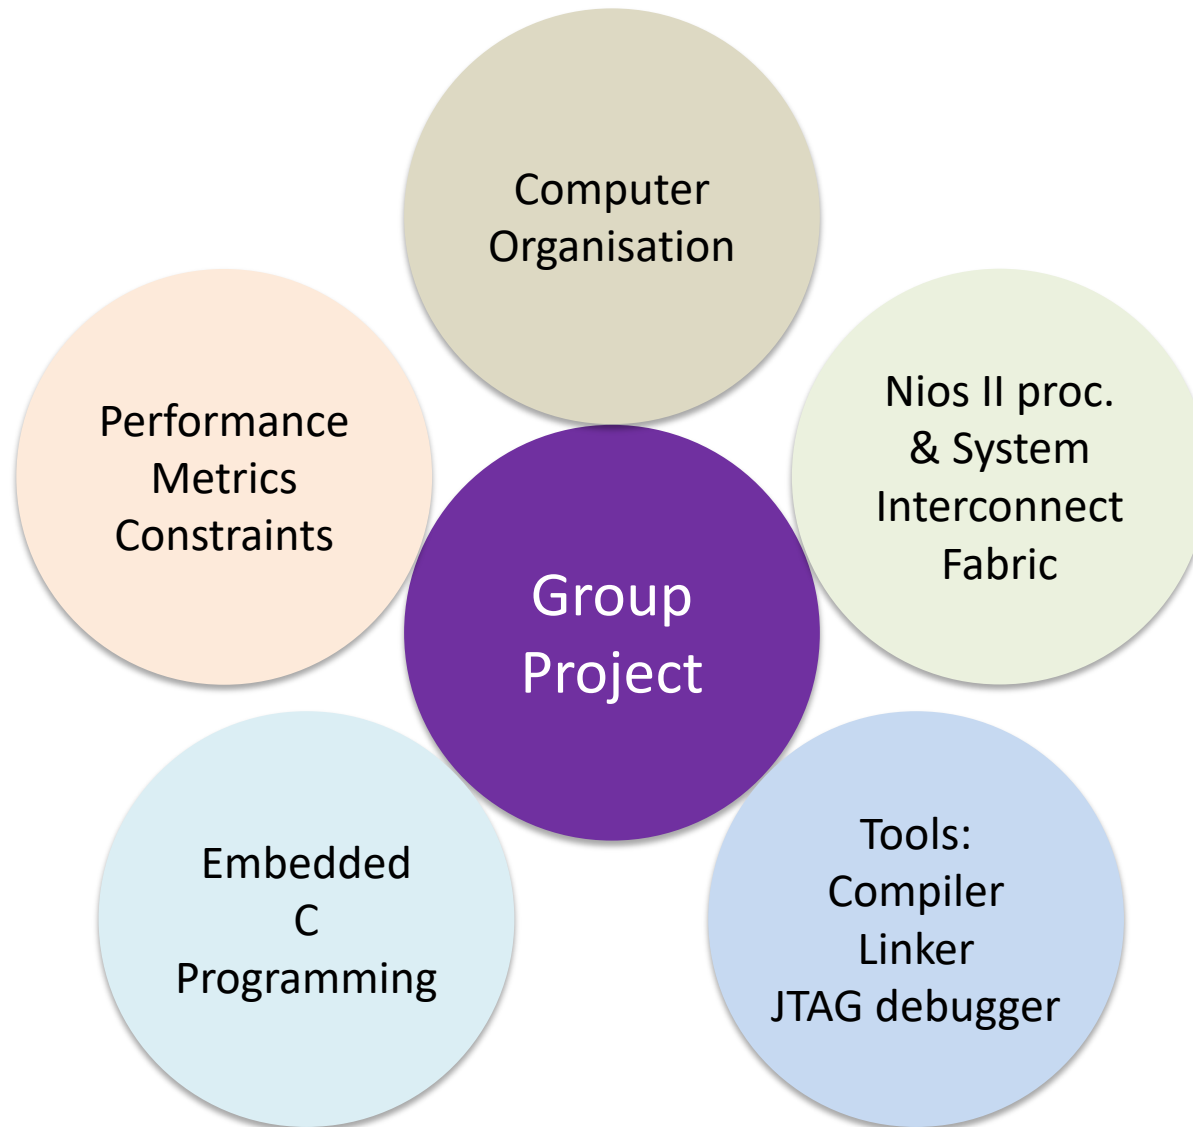 Computer
Organisation
Performance
Metrics
Constraints
Nios II proc.
& System
Interconnect
Fabric
Group
Project
Embedded
C
Programming
Tools:
Compiler
Linker
JTAG debugger